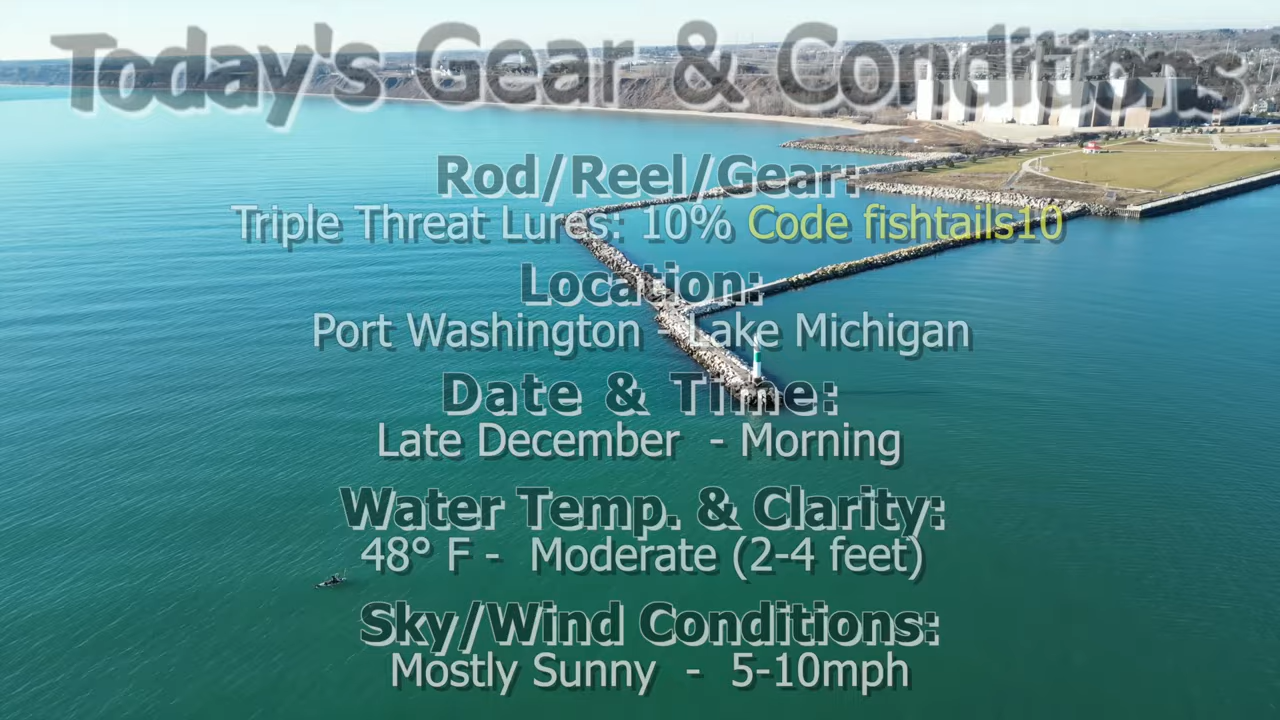 Today's Gear & Conditions
Rod/Reel/Gear:
Triple Threat Lures: 10% Code fishtails10
Location:
Port Washington - Lake Michigan
Date & Time:
Late December - Morning
Water Temp. & Clarity:
48° F - Moderate (2-4 feet)
Sky/Wind Conditions:
Mostly Sunny - 5-10mph